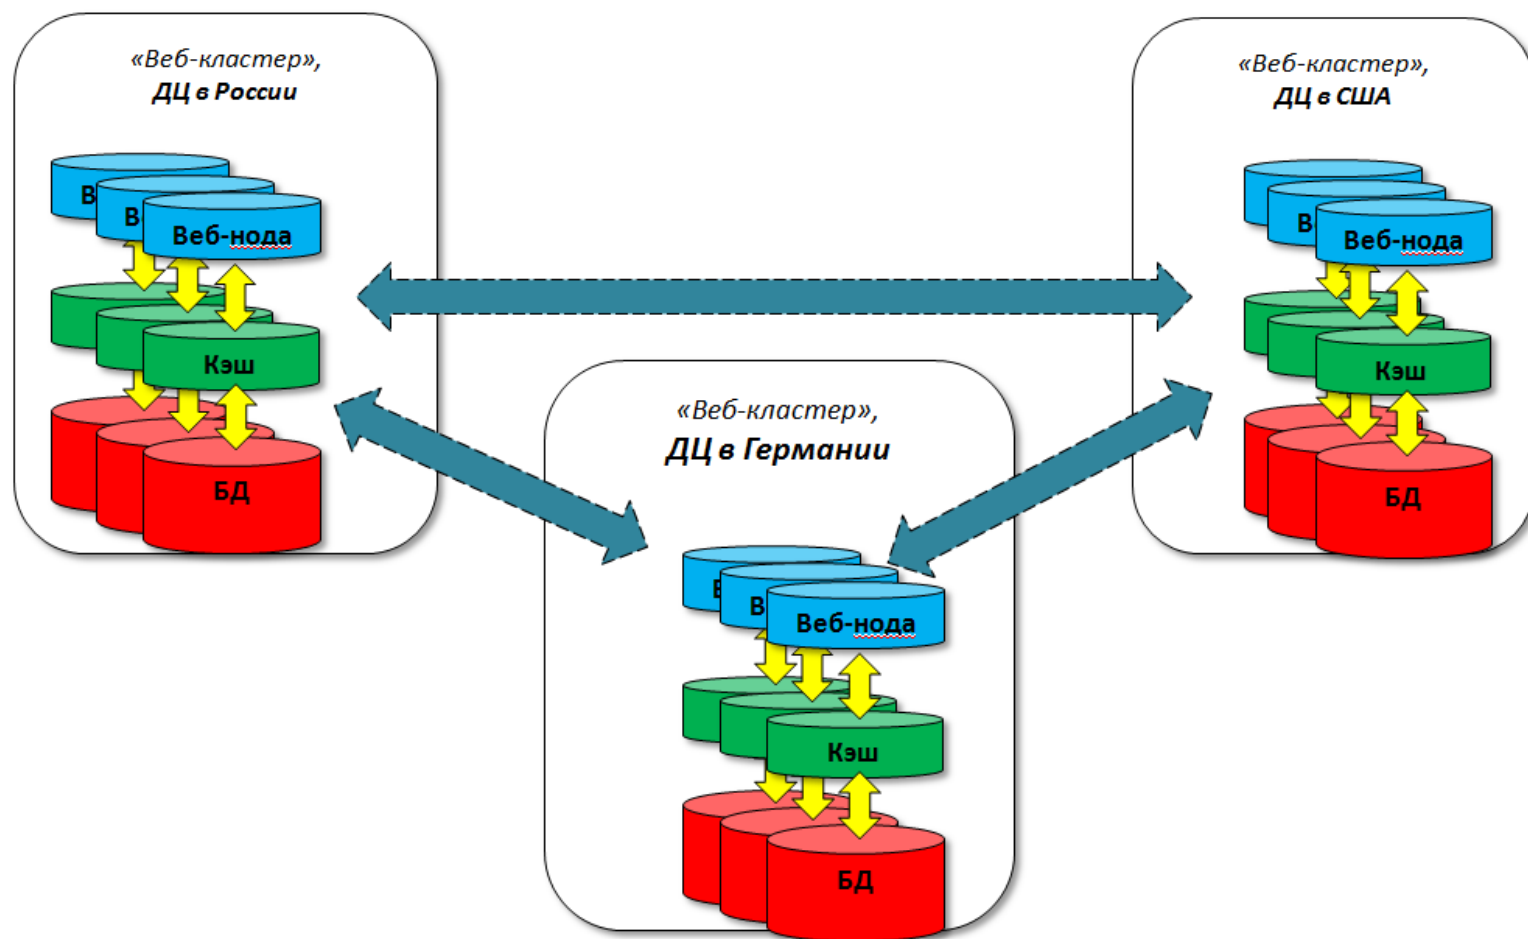 «Веб-кластер»,
ДЦ в России
Веб-нода
Кэш
БД
«Веб-кластер»,
ДЦ в США
Веб-нода
Кэш
БД
«Веб-кластер»,
ДЦ в Германии
Веб-нода
Кэш
БД